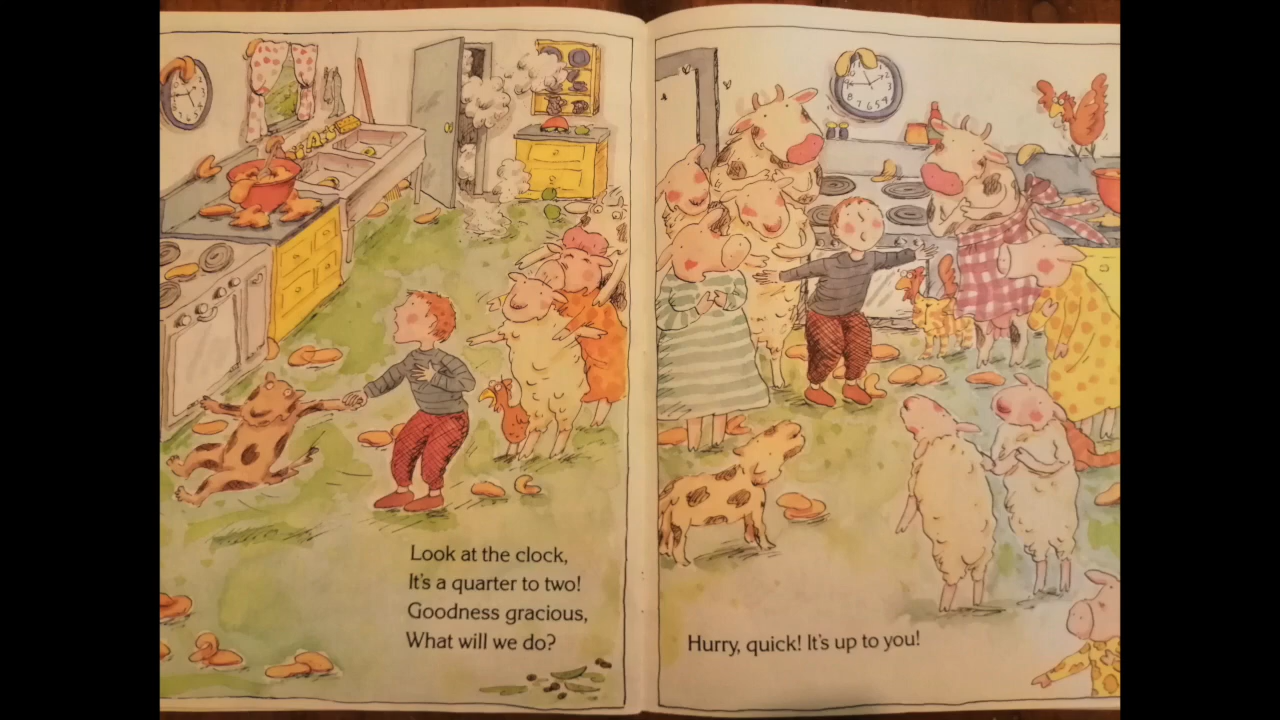 Look at the clock,
It's a quarter to two!
Goodness gracious,
What will we do?
Hurry, quick! It's up to you!